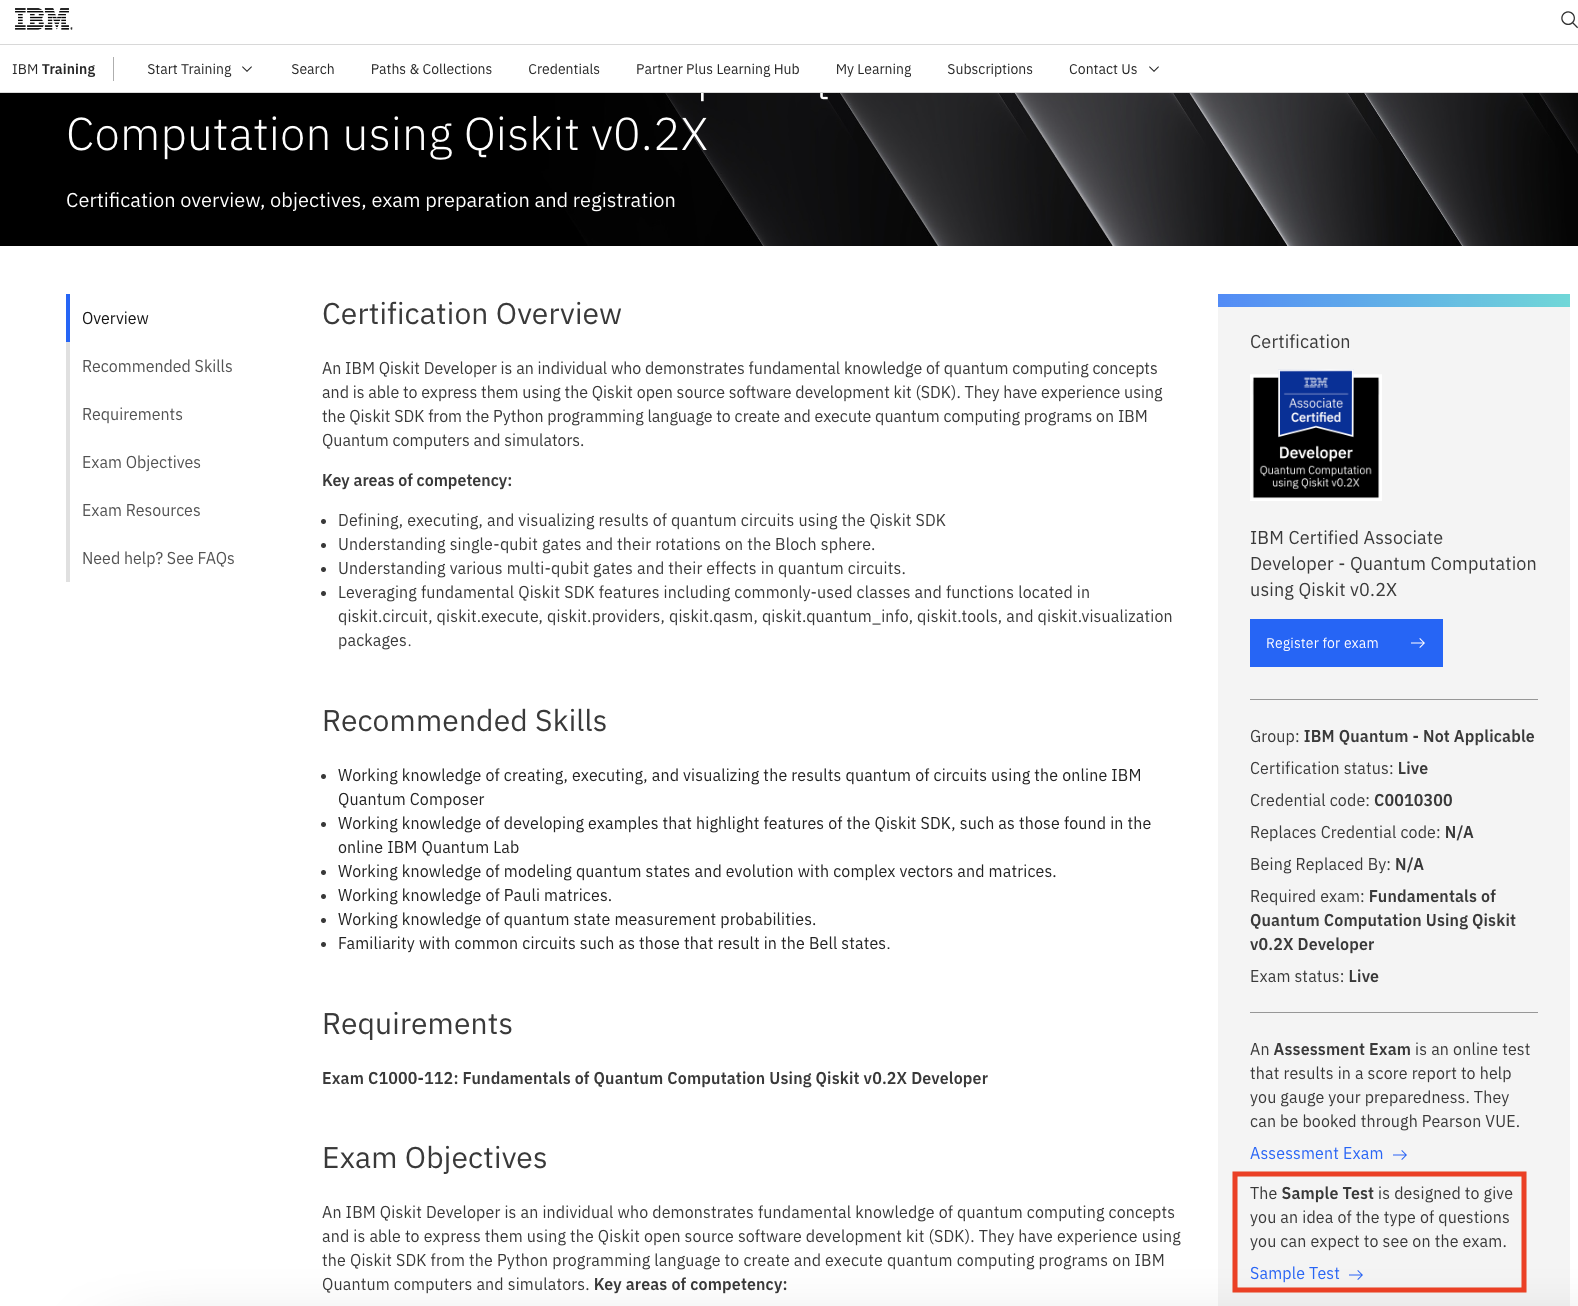 IBM
IBM Training
Start Training
Search
Paths & Collections
Credentials
Partner Plus Learning Hub
My Learning
Subscriptions
Contact Us
Computation using Qiskit v0.2X
Certification overview, objectives, exam preparation and registration
Overview
Recommended Skills
Requirements
Exam Objectives
Exam Resources
Need help? See FAQs
Certification Overview
An IBM Qiskit Developer is an individual who demonstrates fundamental knowledge of quantum computing concepts
and is able to express them using the Qiskit open source software development kit (SDK). They have experience using
the Qiskit SDK from the Python programming language to create and execute quantum computing programs on IBM
Quantum computers and simulators.
Key areas of competency:
• Defining, executing, and visualizing results of quantum circuits using the Qiskit SDK
• Understanding single-qubit gates and their rotations on the Bloch sphere.
• Understanding various multi-qubit gates and their effects in quantum circuits.
• Leveraging fundamental Qiskit SDK features including commonly-used classes and functions located in
qiskit.circuit, qiskit.execute, qiskit.providers, qiskit.qasm, qiskit.quantum_info, qiskit.tools, and qiskit.visualization
packages.
Recommended Skills
• Working knowledge of creating, executing, and visualizing the results quantum of circuits using the online IBM
Quantum Composer
• Working knowledge of developing examples that highlight features of the Qiskit SDK, such as those found in the
online IBM Quantum Lab
• Working knowledge of modeling quantum states and evolution with complex vectors and matrices.
• Working knowledge of Pauli matrices.
• Working knowledge of quantum state measurement probabilities.
• Familiarity with common circuits such as those that result in the Bell states.
Requirements
Exam C1000-112: Fundamentals of Quantum Computation Using Qiskit v0.2X Developer
Exam Objectives
An IBM Qiskit Developer is an individual who demonstrates fundamental knowledge of quantum computing concepts
and is able to express them using the Qiskit open source software development kit (SDK). They have experience using
the Qiskit SDK from the Python programming language to create and execute quantum computing programs on IBM
Quantum computers and simulators. Key areas of competency:
Certification
IBM
Associate
Certified
Developer
Quantum Computation
using Qiskit v0.2X
IBM Certified Associate
Developer - Quantum Computation
using Qiskit v0.2X
Register for exam →
Group: IBM Quantum - Not Applicable
Certification status: Live
Credential code: C0010300
Replaces Credential code: N/A
Being Replaced By: N/A
Required exam: Fundamentals of
Quantum Computation Using Qiskit
v0.2X Developer
Exam status: Live
An Assessment Exam is an online test
that results in a score report to help
you gauge your preparedness. They
can be booked through Pearson VUE.
Assessment Exam →
The Sample Test is designed to give
you an idea of the type of questions
you can expect to see on the exam.
Sample Test →